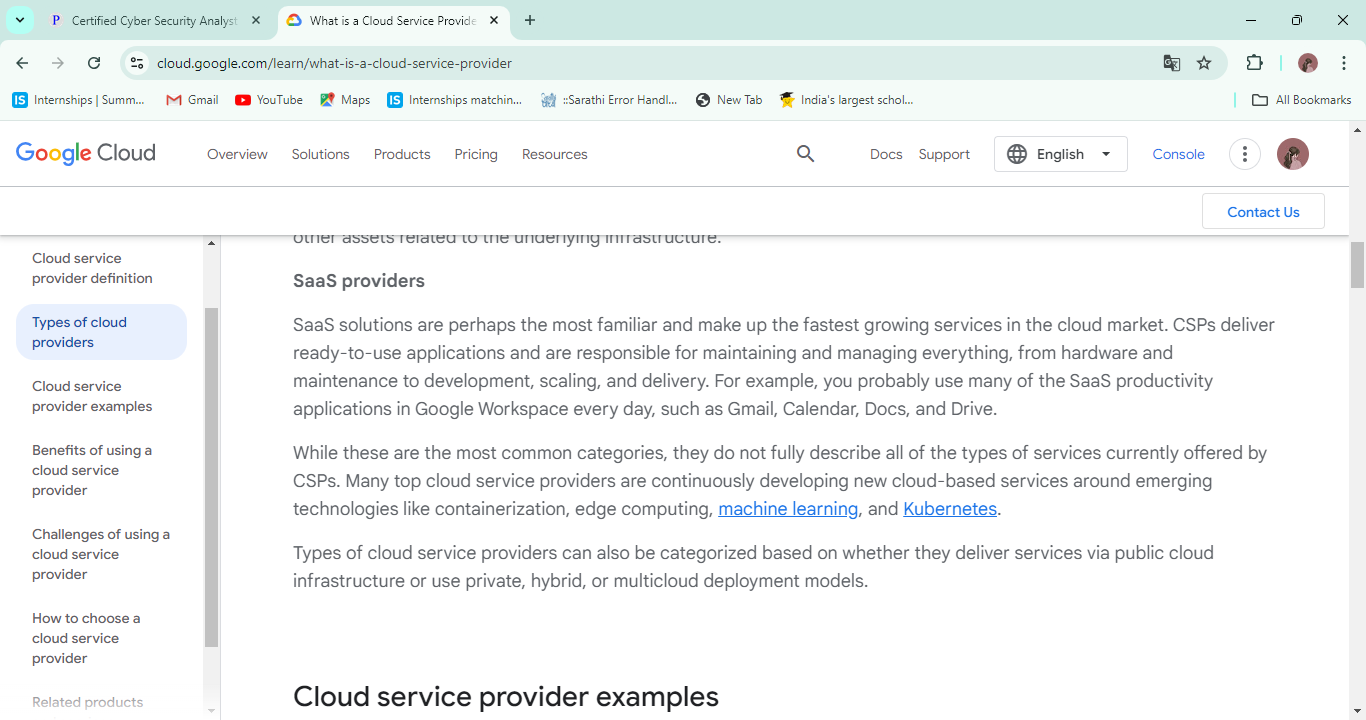 Certified Cyber Security Analyst
What is a Cloud Service Provide
cloud.google.com/learn/what-is-a-cloud-service-provider
Internships | Summ...
Gmail
YouTube
Maps
Internships matchin...
::Sarathi Error Handl...
New Tab
India's largest schol...
All Bookmarks
Google Cloud
Overview
Solutions
Products
Pricing
Resources
Docs
Support
English
Console
Contact Us
Cloud service
provider definition
Types of cloud
providers
Cloud service
provider examples
Benefits of using a
cloud service
provider
Challenges of using a
cloud service
provider
How to choose a
cloud service
provider
Related products
other assets related to the underlying infrastructure.
SaaS providers
SaaS solutions are perhaps the most familiar and make up the fastest growing services in the cloud market. CSPs deliver
ready-to-use applications and are responsible for maintaining and managing everything, from hardware and
maintenance to development, scaling, and delivery. For example, you probably use many of the SaaS productivity
applications in Google Workspace every day, such as Gmail, Calendar, Docs, and Drive.
While these are the most common categories, they do not fully describe all of the types of services currently offered by
CSPs. Many top cloud service providers are continuously developing new cloud-based services around emerging
technologies like containerization, edge computing, machine learning, and Kubernetes.
Types of cloud service providers can also be categorized based on whether they deliver services via public cloud
infrastructure or use private, hybrid, or multicloud deployment models.
Cloud service provider examples